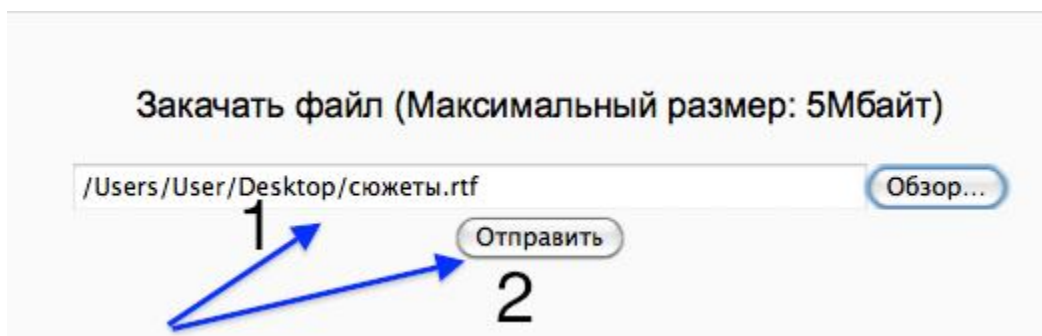 Закачать файл (Максимальный размер: 5Мбайт)
/Users/User/Desktop/сюжеты.rtf Обзор...
1
Отправить
2